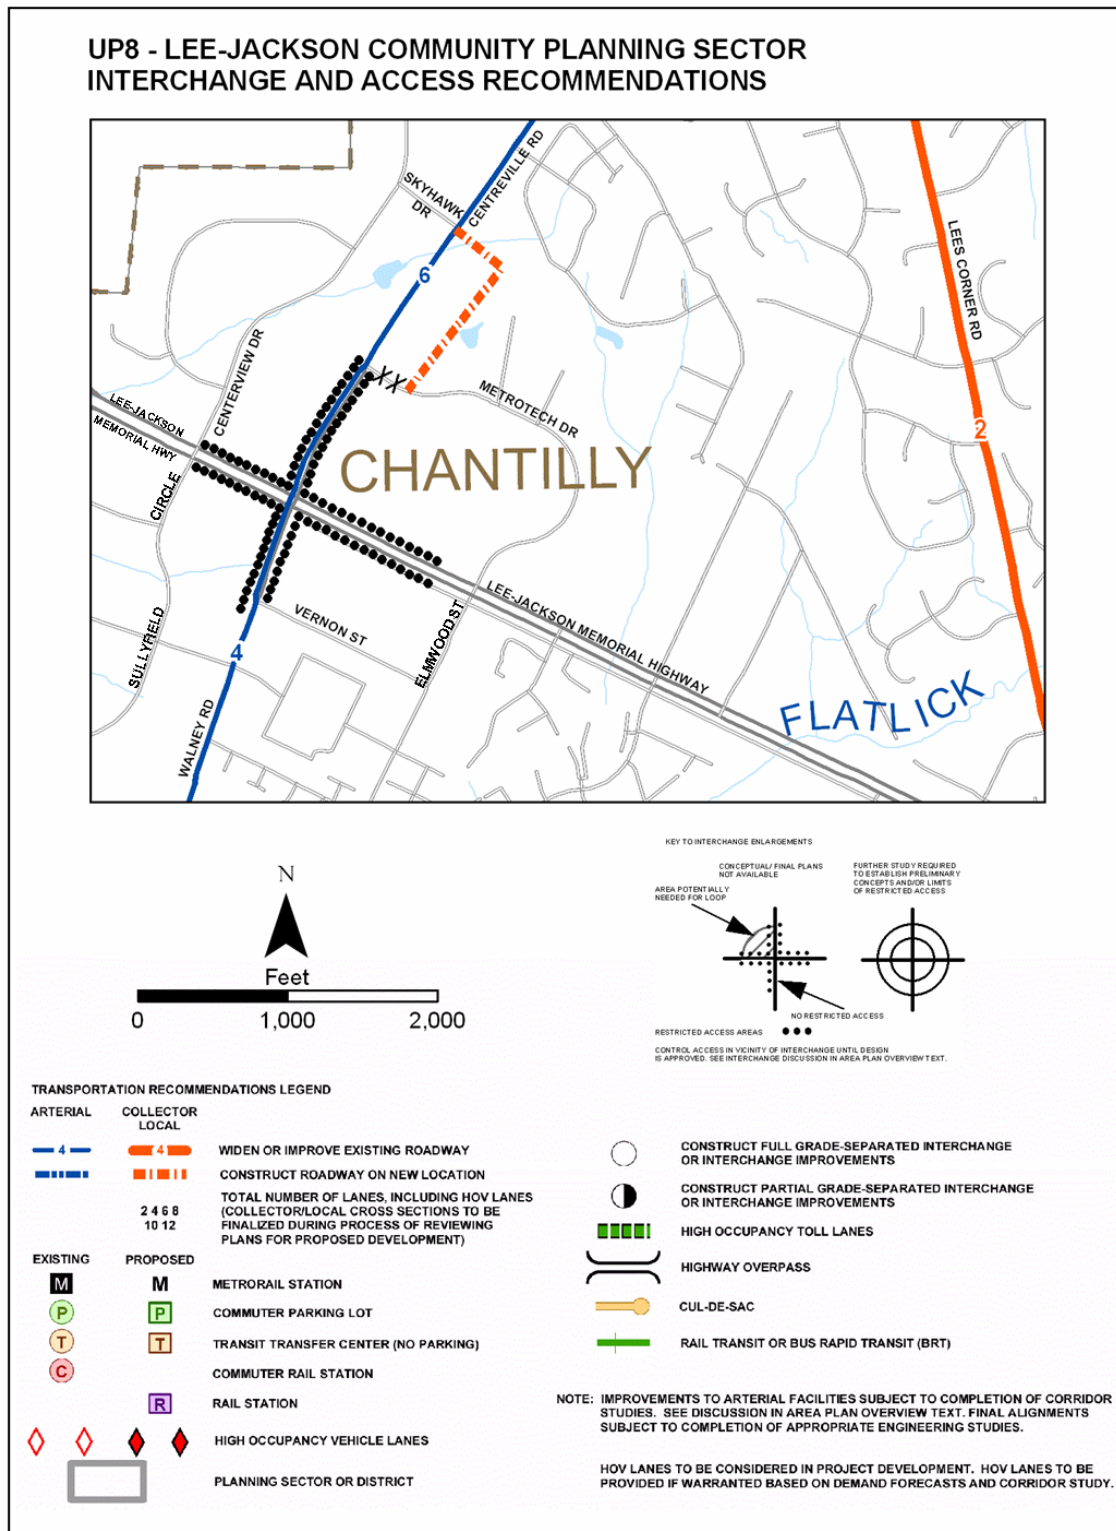 UP8 - LEE-JACKSON COMMUNITY PLANNING SECTOR
INTERCHANGE AND ACCESS RECOMMENDATIONS
SKYHAWK
DR
CENTREVILLE RD
6
LEES CORNER RD
2
CENTERVIEW DR
LEE-JACKSON
MEMORIAL HWY
XX
METROTECH DR
CHANTILLY
CIRCLE
SULLYFIELD
LEE-JACKSON MEMORIAL HIGHWAY
VERNON ST
ELMWOOD ST
4
WALNEY RD
FLATLICK
N
Feet
0 1,000 2,000
KEY TO INTERCHANGE ENLARGEMENTS
CONCEPTUAL/ FINAL PLANS
NOT AVAILABLE
FURTHER STUDY REQUIRED
TO ESTABLISH PRELIMINARY
CONCEPTS AND/OR LIMITS
OF RESTRICTED ACCESS
AREA POTENTIALLY
NEEDED FOR LOOP
NO RESTRICTED ACCESS
RESTRICTED ACCESS AREAS
CONTROL ACCESS IN VICINITY OF INTERCHANGE UNTIL DESIGN
IS APPROVED. SEE INTERCHANGE DISCUSSION IN AREA PLAN OVERVIEW TEXT.
TRANSPORTATION RECOMMENDATIONS LEGEND
ARTERIAL COLLECTOR
LOCAL
4 4 WIDEN OR IMPROVE EXISTING ROADWAY
CONSTRUCT ROADWAY ON NEW LOCATION
2 4 6 8
10 12
TOTAL NUMBER OF LANES, INCLUDING HOV LANES
(COLLECTOR/LOCAL CROSS SECTIONS TO BE
FINALIZED DURING PROCESS OF REVIEWING
PLANS FOR PROPOSED DEVELOPMENT)
EXISTING PROPOSED
M M METRORAIL STATION
P P COMMUTER PARKING LOT
T T TRANSIT TRANSFER CENTER (NO PARKING)
C COMMUTER RAIL STATION
R RAIL STATION
HIGH OCCUPANCY VEHICLE LANES
PLANNING SECTOR OR DISTRICT
CONSTRUCT FULL GRADE-SEPARATED INTERCHANGE
OR INTERCHANGE IMPROVEMENTS
CONSTRUCT PARTIAL GRADE-SEPARATED INTERCHANGE
OR INTERCHANGE IMPROVEMENTS
HIGH OCCUPANCY TOLL LANES
HIGHWAY OVERPASS
CUL-DE-SAC
RAIL TRANSIT OR BUS RAPID TRANSIT (BRT)
NOTE: IMPROVEMENTS TO ARTERIAL FACILITIES SUBJECT TO COMPLETION OF CORRIDOR
STUDIES. SEE DISCUSSION IN AREA PLAN OVERVIEW TEXT. FINAL ALIGNMENTS
SUBJECT TO COMPLETION OF APPROPRIATE ENGINEERING STUDIES.
HOV LANES TO BE CONSIDERED IN PROJECT DEVELOPMENT. HOV LANES TO BE
PROVIDED IF WARRANTED BASED ON DEMAND FORECASTS AND CORRIDOR STUDY.